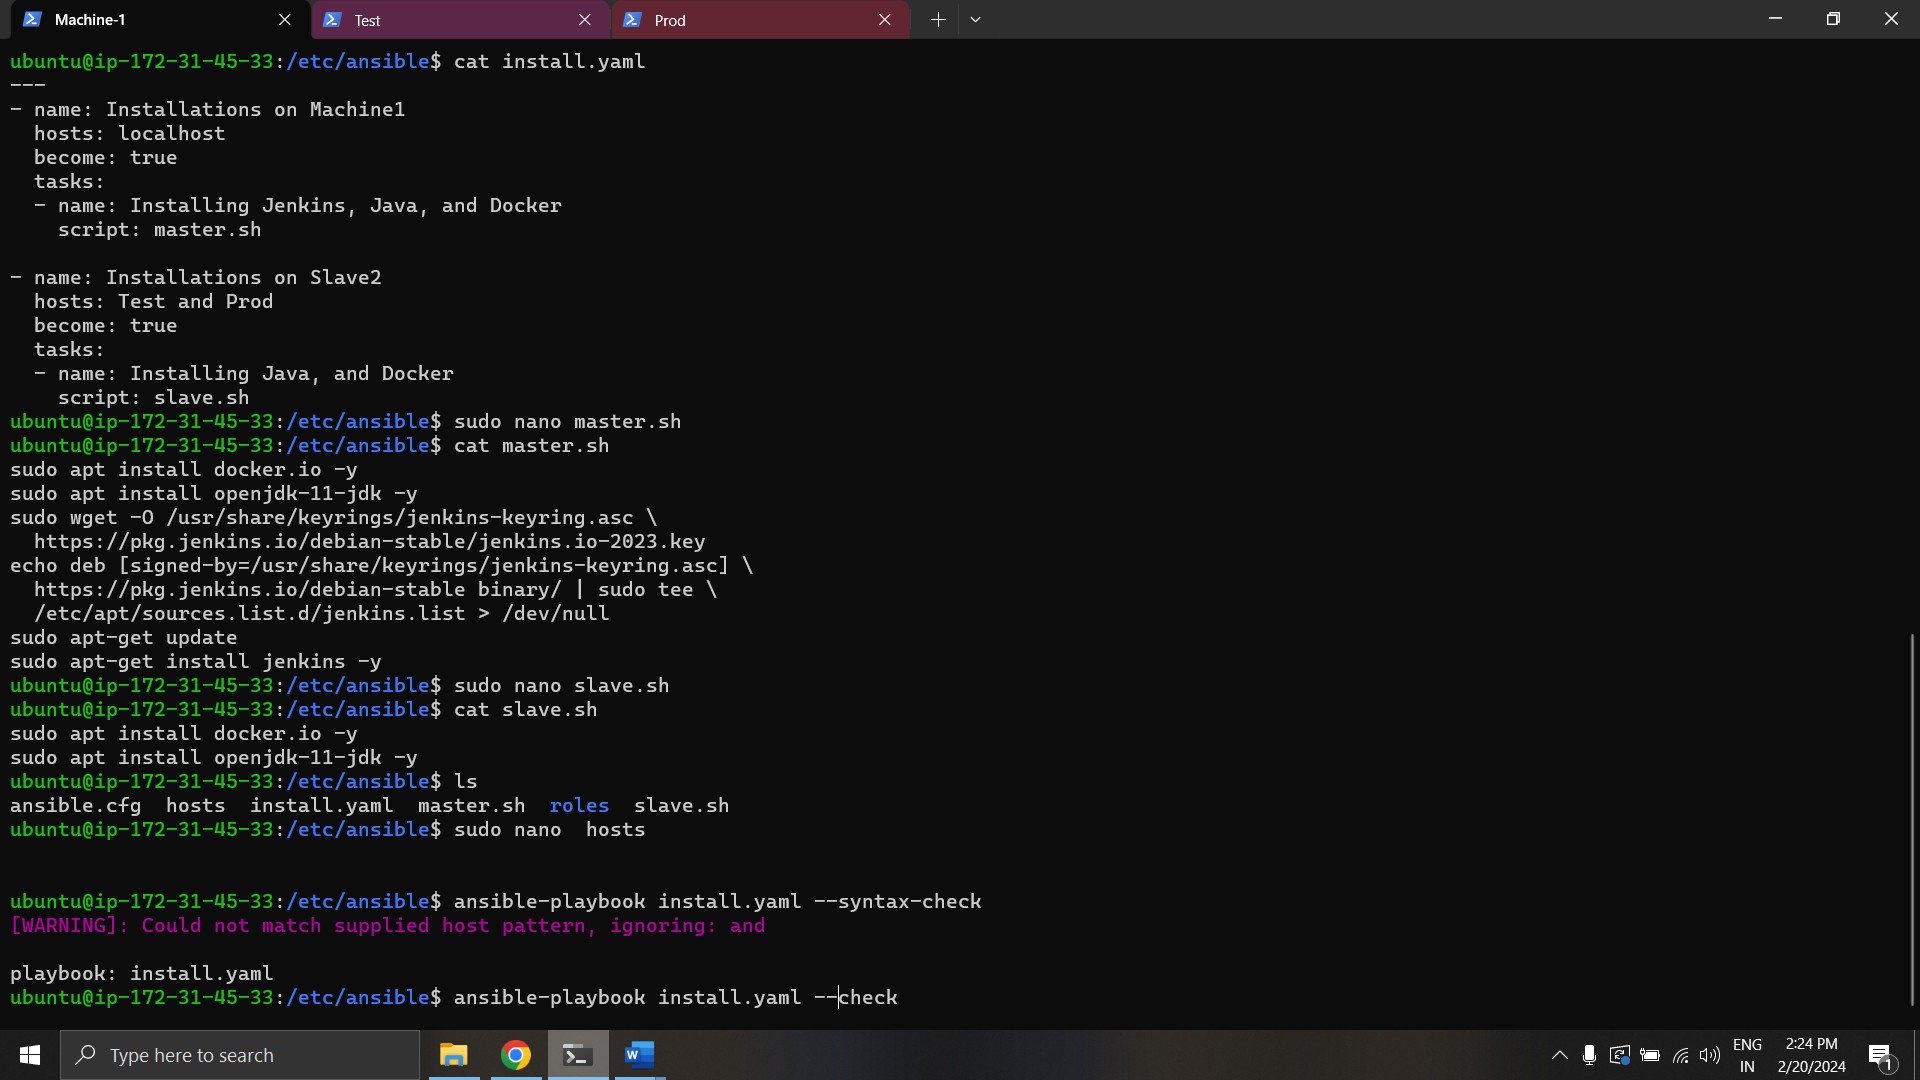 Machine-1
Test
Prod
ubuntu@ip-172-31-45-33:/etc/ansible$ cat install.yaml
---
- name: Installations on Machine1
  hosts: localhost
  become: true
  tasks:
  - name: Installing Jenkins, Java, and Docker
    script: master.sh

- name: Installations on Slave2
  hosts: Test and Prod
  become: true
  tasks:
  - name: Installing Java, and Docker
    script: slave.sh
ubuntu@ip-172-31-45-33:/etc/ansible$ sudo nano master.sh
ubuntu@ip-172-31-45-33:/etc/ansible$ cat master.sh
sudo apt install docker.io -y
sudo apt install openjdk-11-jdk -y
sudo wget -O /usr/share/keyrings/jenkins-keyring.asc \
  https://pkg.jenkins.io/debian-stable/jenkins.io-2023.key
echo deb [signed-by=/usr/share/keyrings/jenkins-keyring.asc] \
  https://pkg.jenkins.io/debian-stable binary/ | sudo tee \
  /etc/apt/sources.list.d/jenkins.list > /dev/null
sudo apt-get update
sudo apt-get install jenkins -y
ubuntu@ip-172-31-45-33:/etc/ansible$ sudo nano slave.sh
ubuntu@ip-172-31-45-33:/etc/ansible$ cat slave.sh
sudo apt install docker.io -y
sudo apt install openjdk-11-jdk -y
ubuntu@ip-172-31-45-33:/etc/ansible$ ls
ansible.cfg  hosts  install.yaml  master.sh  roles  slave.sh
ubuntu@ip-172-31-45-33:/etc/ansible$ sudo nano  hosts

ubuntu@ip-172-31-45-33:/etc/ansible$ ansible-playbook install.yaml --syntax-check
[WARNING]: Could not match supplied host pattern, ignoring: and

playbook: install.yaml
ubuntu@ip-172-31-45-33:/etc/ansible$ ansible-playbook install.yaml --check
Type here to search
ENG
IN
2:24 PM
2/20/2024
1